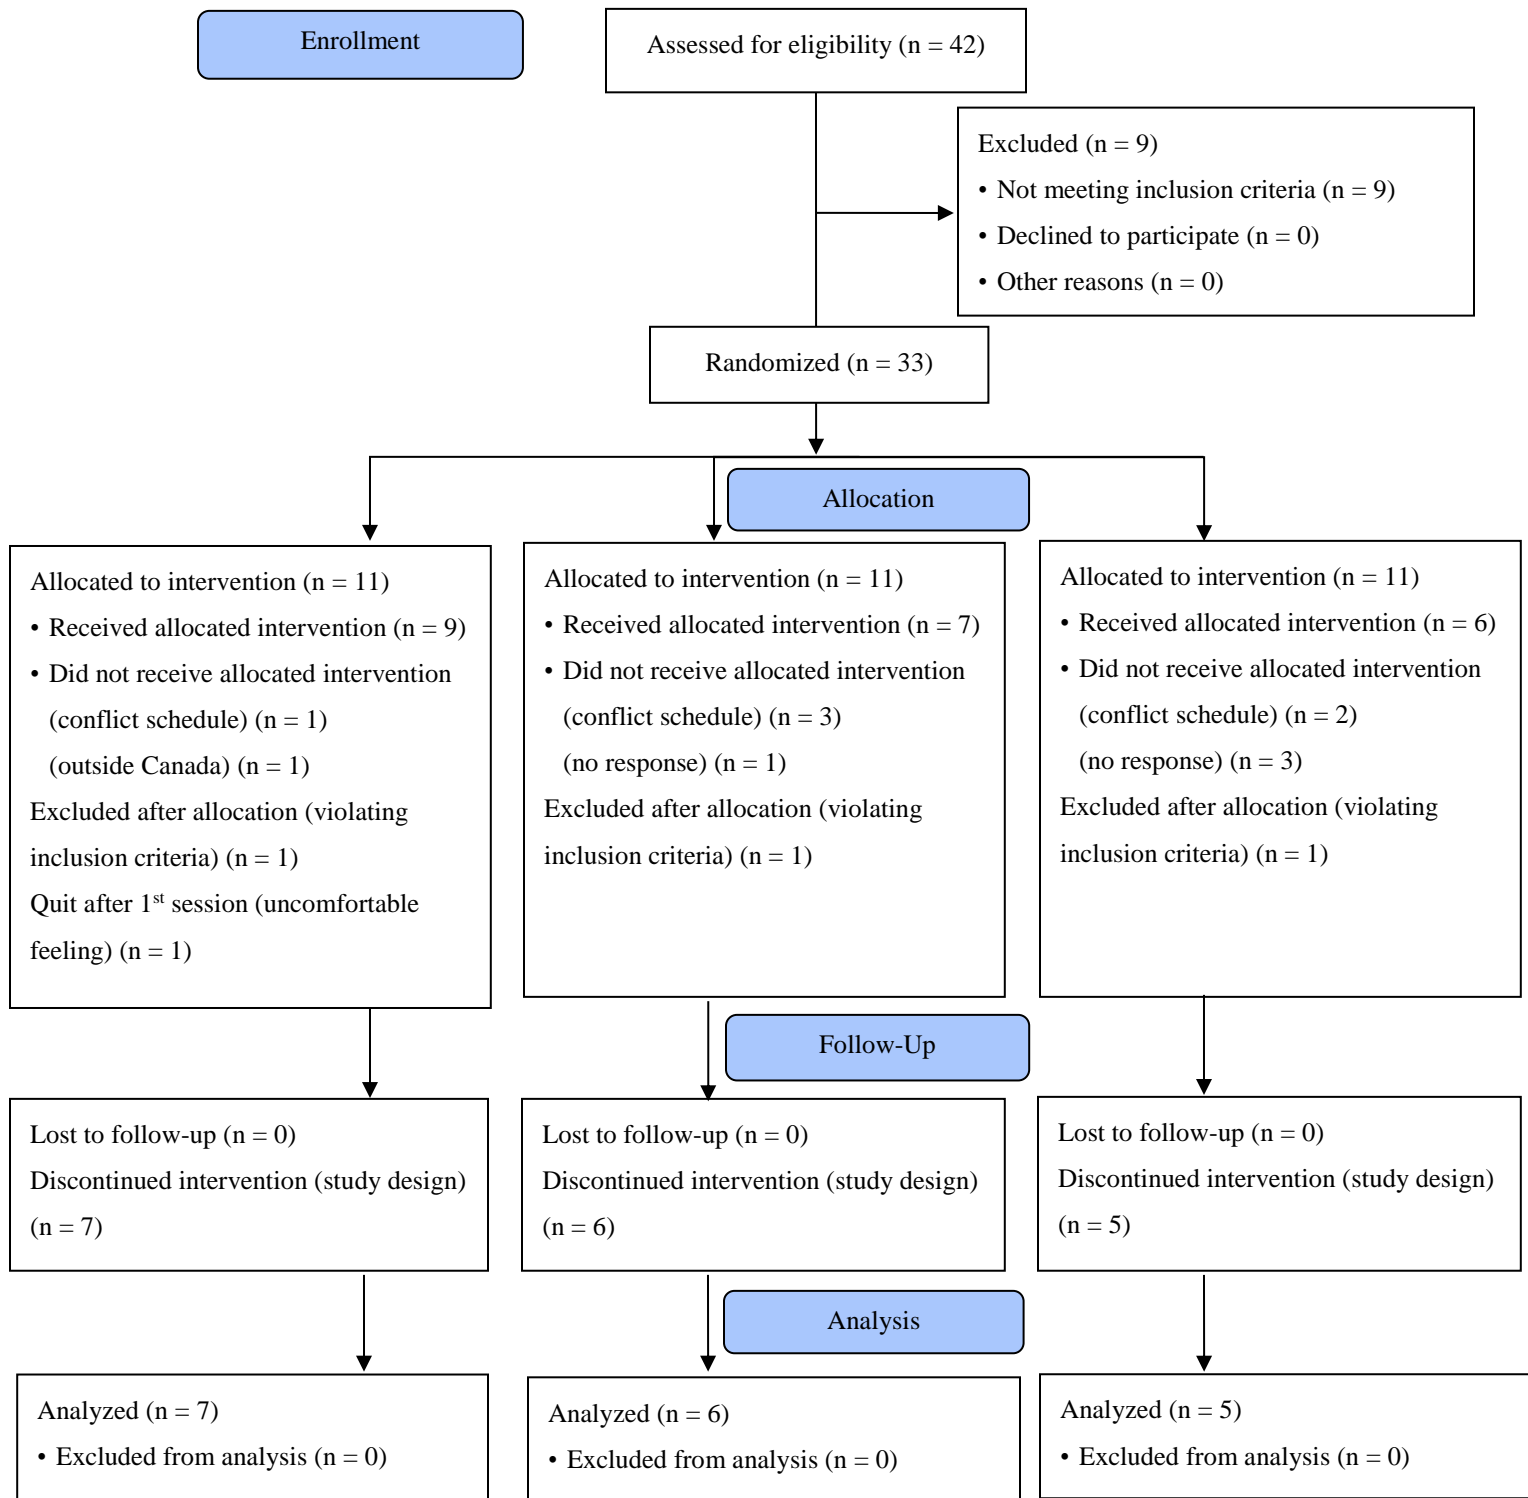 Enrollment
Assessed for eligibility (n = 42)
Excluded (n = 9)
• Not meeting inclusion criteria (n = 9)
• Declined to participate (n = 0)
• Other reasons (n = 0)
Randomized (n = 33)
Allocation
Allocated to intervention (n = 11)
• Received allocated intervention (n = 9)
• Did not receive allocated intervention
(conflict schedule) (n = 1)
(outside Canada) (n = 1)
Excluded after allocation (violating
inclusion criteria) (n = 1)
Quit after 1st session (uncomfortable
feeling) (n = 1)
Allocated to intervention (n = 11)
• Received allocated intervention (n = 7)
• Did not receive allocated intervention
(conflict schedule) (n = 3)
(no response) (n = 1)
Excluded after allocation (violating
inclusion criteria) (n = 1)
Allocated to intervention (n = 11)
• Received allocated intervention (n = 6)
• Did not receive allocated intervention
(conflict schedule) (n = 2)
(no response) (n = 3)
Excluded after allocation (violating
inclusion criteria) (n = 1)
Follow-Up
Lost to follow-up (n = 0)
Discontinued intervention (study design)
(n = 7)
Lost to follow-up (n = 0)
Discontinued intervention (study design)
(n = 6)
Lost to follow-up (n = 0)
Discontinued intervention (study design)
(n = 5)
Analysis
Analyzed (n = 7)
• Excluded from analysis (n = 0)
Analyzed (n = 6)
• Excluded from analysis (n = 0)
Analyzed (n = 5)
• Excluded from analysis (n = 0)